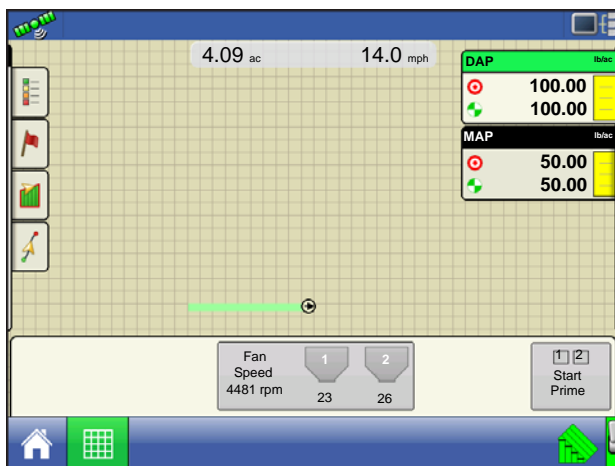 4.09 ac 14.0 mph
DAP lb/ac
100.00
100.00
MAP lb/ac
50.00
50.00
Fan
Speed
4481 rpm
1
23
2
26
1 2
Start
Prime